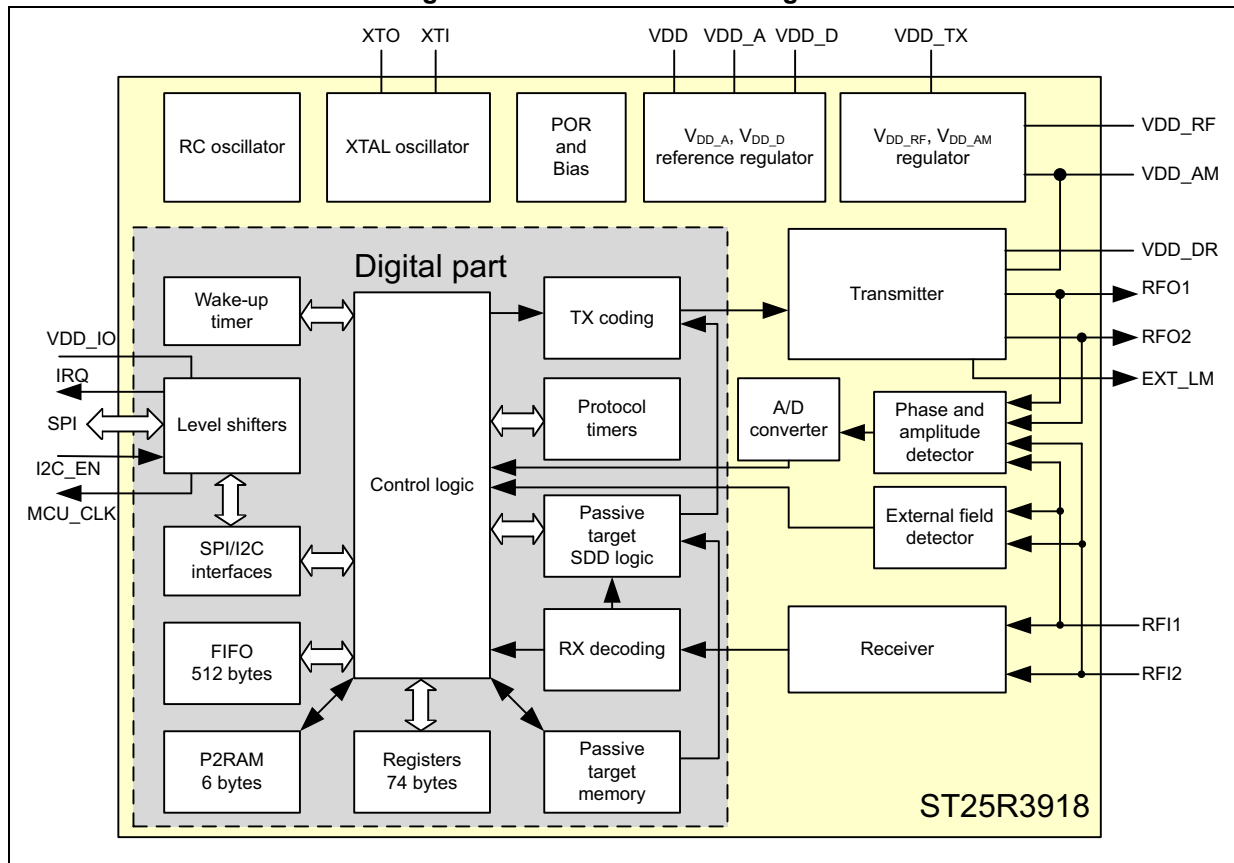 XTO XTI VDD VDD_A VDD_D VDD_TX
RC oscillator
XTAL oscillator
POR
and
Bias
VDD_A, VDD_D
reference regulator
VDD_RF, VDD_AM
regulator
VDD_RF
VDD_AM
VDD_DR
RFO1
RFO2
EXT_LM
Digital part
Wake-up
timer
TX coding
Transmitter
VDD_IO
IRQ
SPI
I2C_EN
MCU_CLK
Level shifters
Control logic
Protocol
timers
A/D
converter
Phase and
amplitude
detector
SPI/I2C
interfaces
Passive
target
SDD logic
External field
detector
FIFO
512 bytes
RX decoding
Receiver
RFI1
RFI2
P2RAM
6 bytes
Registers
74 bytes
Passive
target
memory
ST25R3918